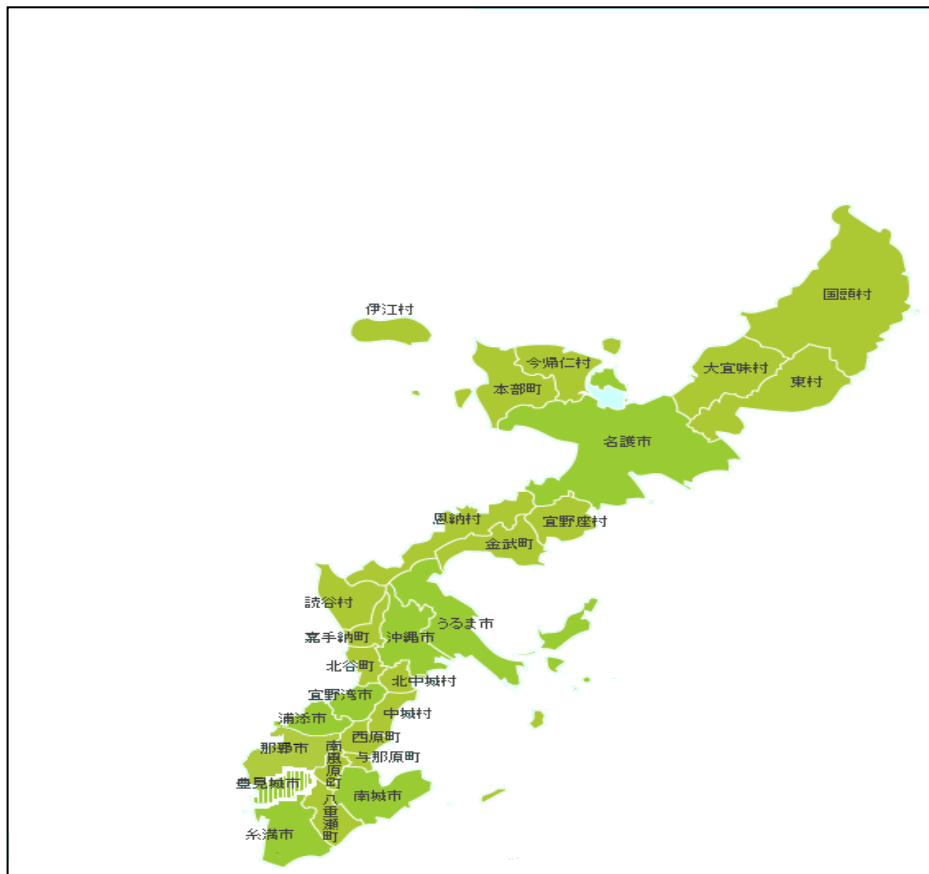 国頭村
伊江村
今帰仁村
大宜味村
東村
本部町
名護市
恩納村
宜野座村
金武町
読谷村
うるま市
嘉手納町
沖縄市
北谷町
北中城村
宜野湾市
中城村
浦添市
西原町
那覇市
南風原町
与那原町
豊見城市
南城市
八重瀬町
糸満市